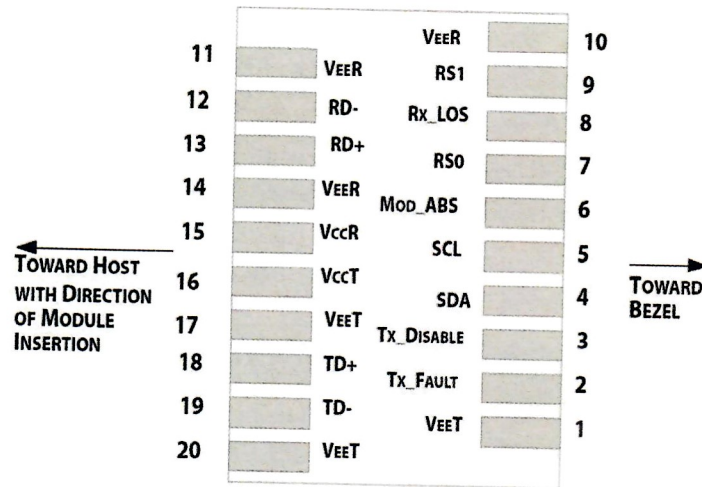 11 VEER
12 RD-
13 RD+
14 VEER
15 VCCR
16 VCCT
17 VEET
18 TD+
19 TD-
20 VEET
VEER 10
RS1 9
RX_LOS 8
RS0 7
MOD_ABS 6
SCL 5
SDA 4
TX_DISABLE 3
TX_FAULT 2
VEET 1
TOWARD HOST
WITH DIRECTION
OF MODULE
INSERTION
TOWARD
BEZEL